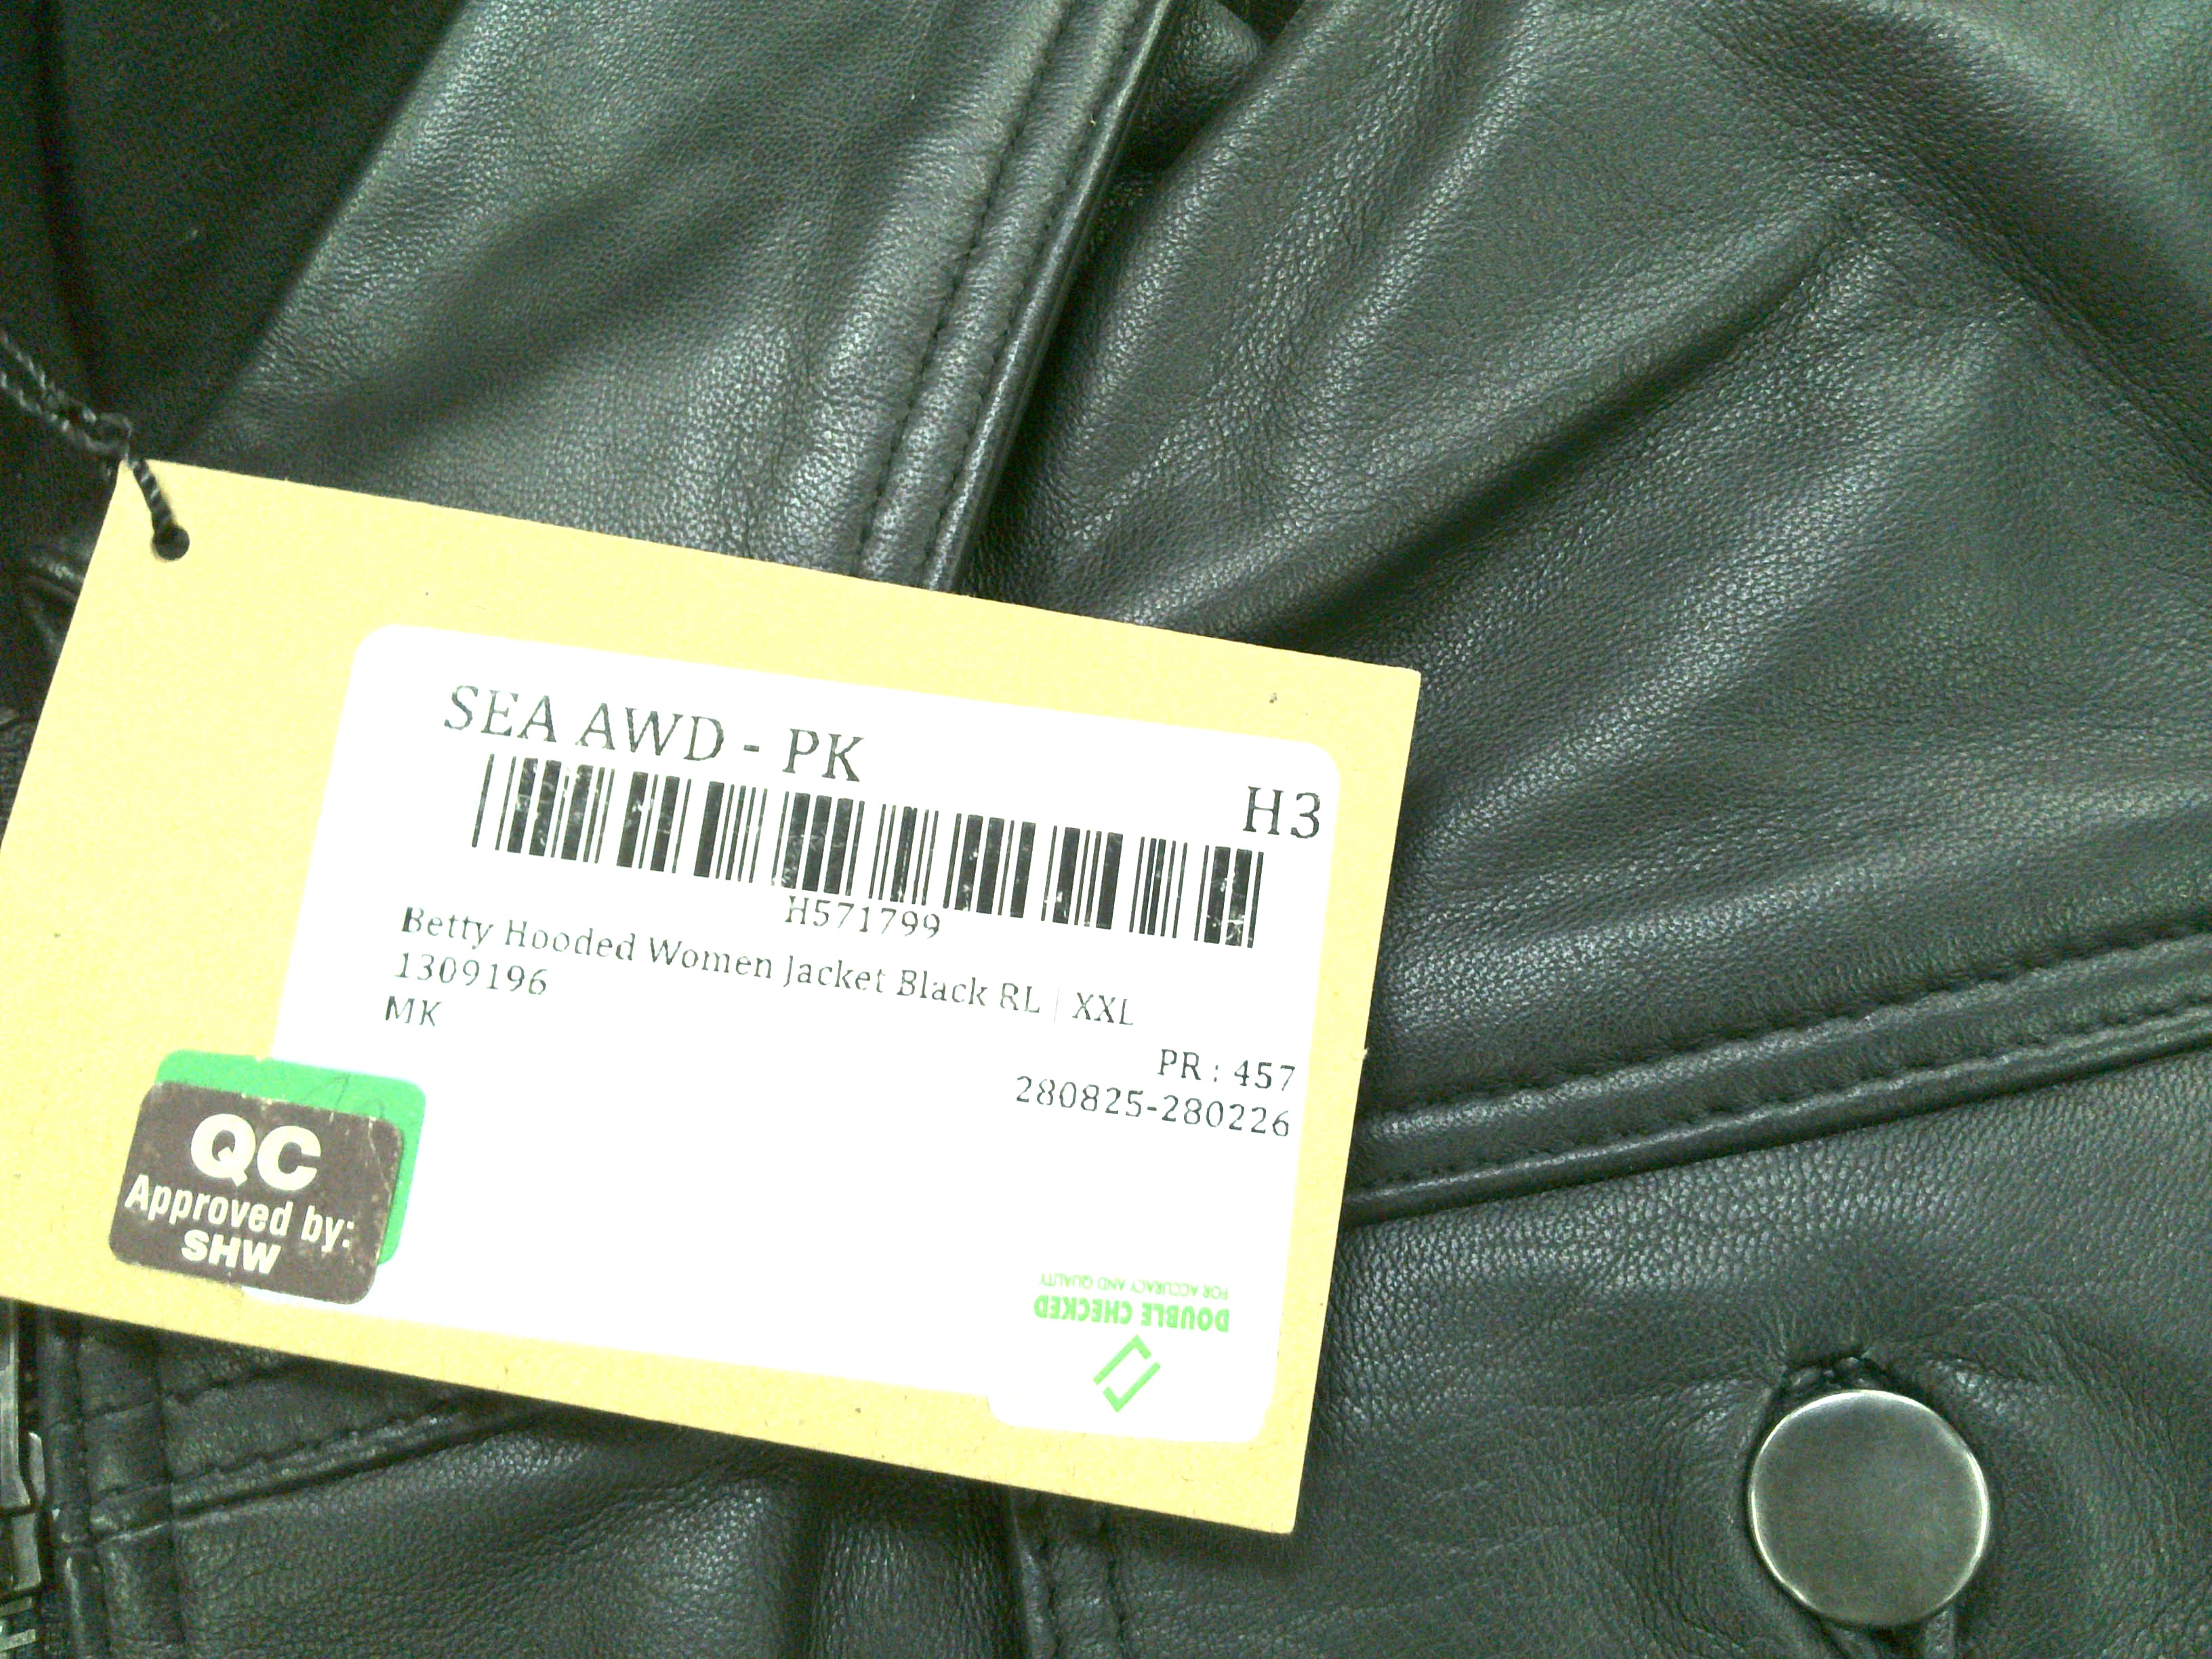 SEA AWD - PK
H3
H571799
Betty Hooded Women Jacket Black RL | XXL
1309196
MK
PR : 457
280825-280226
QC
Approved by:
SHW
DOUBLE CHECKED
FOR ACCURACY AND QUALITY